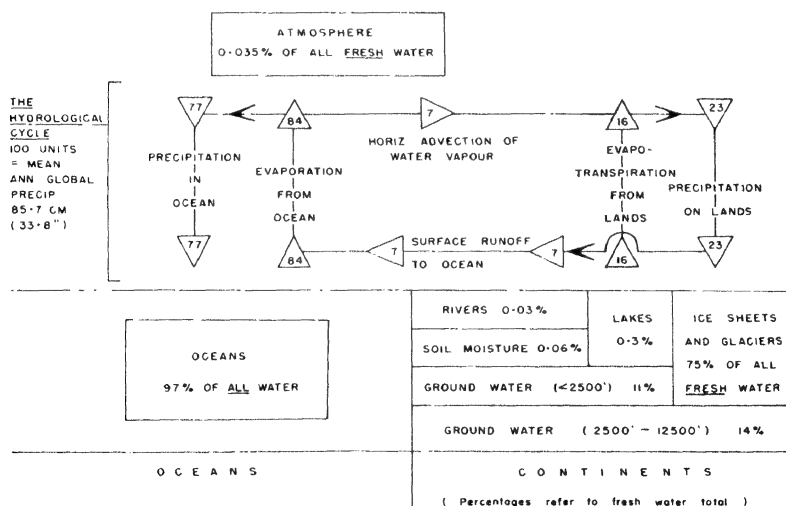 ATMOSPHERE
0·035% OF ALL FRESH WATER
THE
HYDROLOGICAL
CYCLE
100 UNITS
= MEAN
ANN GLOBAL
PRECIP
85·7 CM
(33·8")
77
84
7
16
23
PRECIPITATION
IN
OCEAN
EVAPORATION
FROM
OCEAN
HORIZ ADVECTION OF
WATER VAPOUR
EVAPO-
TRANSPIRATION
FROM
LANDS
PRECIPITATION
ON LANDS
77
84
7
SURFACE RUNOFF
TO OCEAN
7
16
23
OCEANS
97% OF ALL WATER
RIVERS 0·03%
SOIL MOISTURE 0·06%
LAKES
0·3%
ICE SHEETS
AND GLACIERS
75% OF ALL
FRESH WATER
GROUND WATER (<2500') 11%
GROUND WATER (2500' – 12500') 14%
OCEANS
CONTINENTS
( Percentages refer to fresh water total )